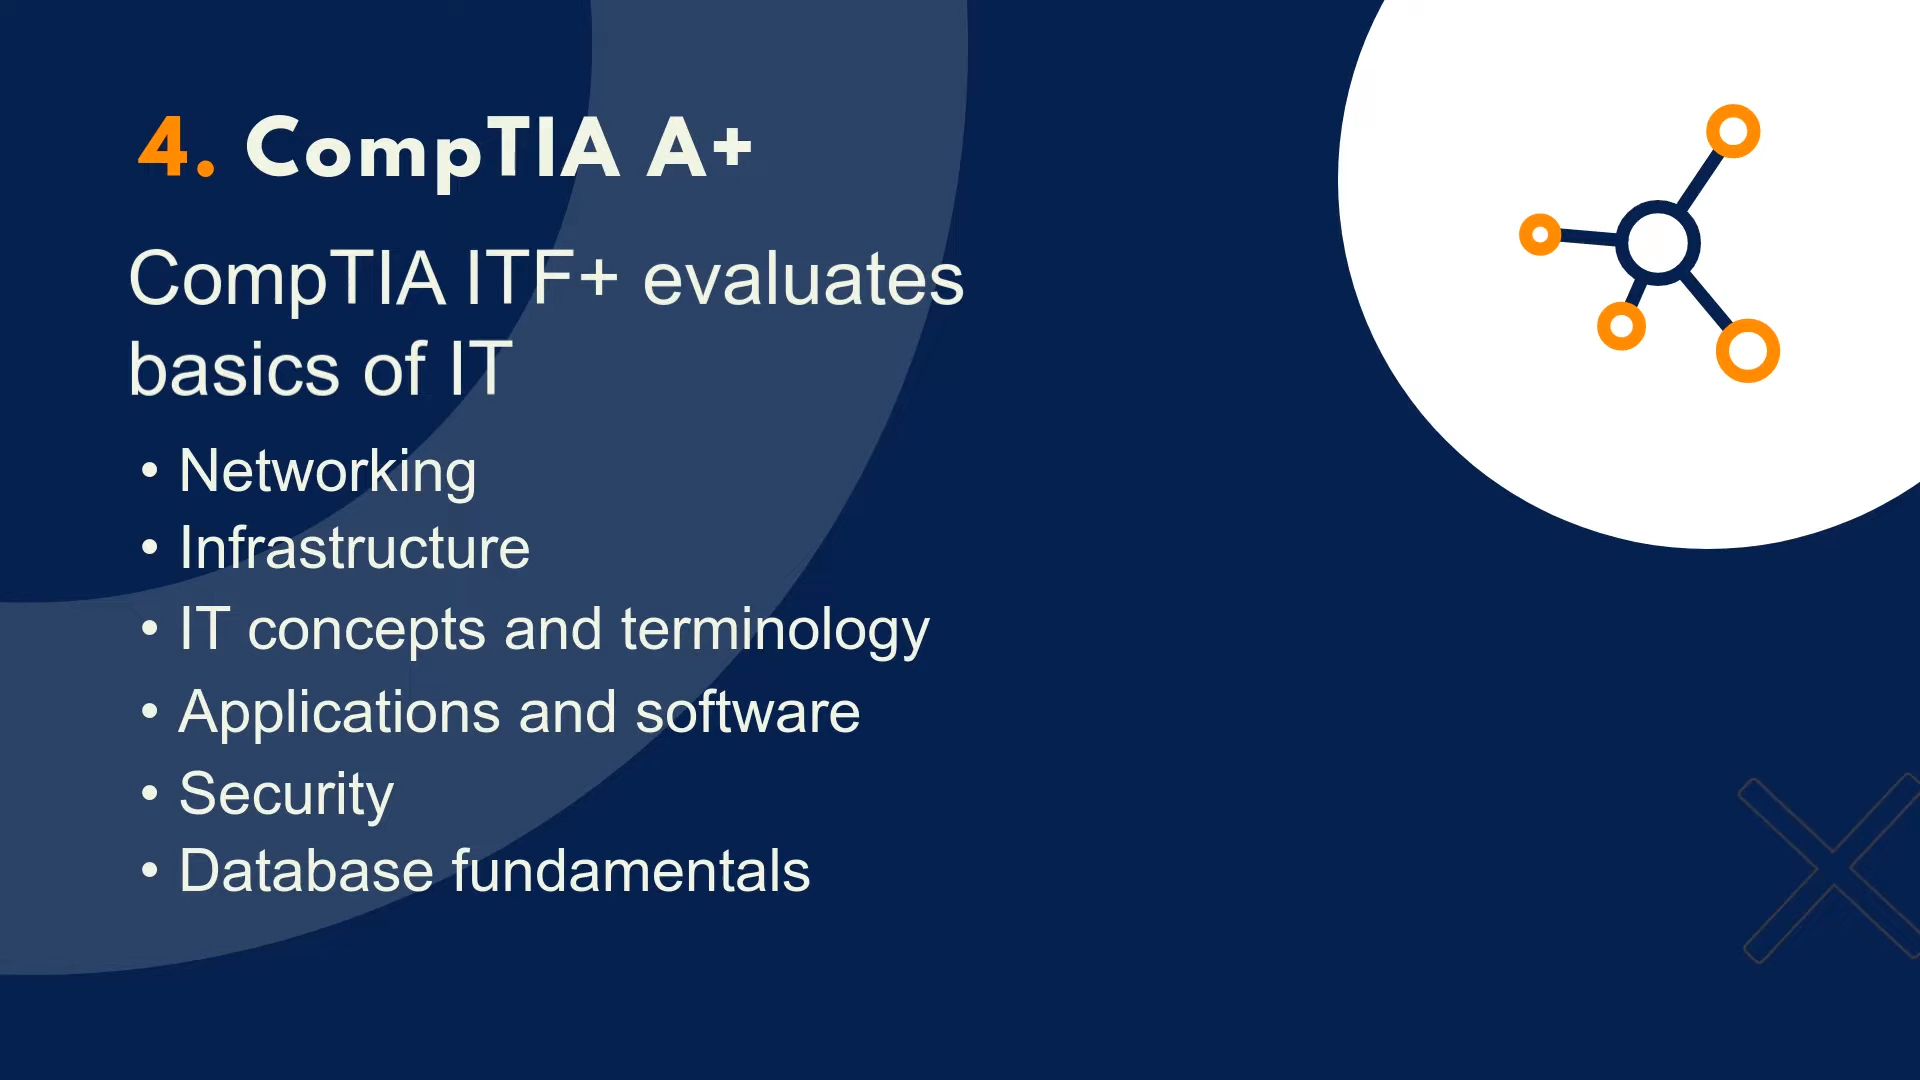 4. CompTIA A+
CompTIA ITF+ evaluates
basics of IT
• Networking
• Infrastructure
• IT concepts and terminology
• Applications and software
• Security
• Database fundamentals